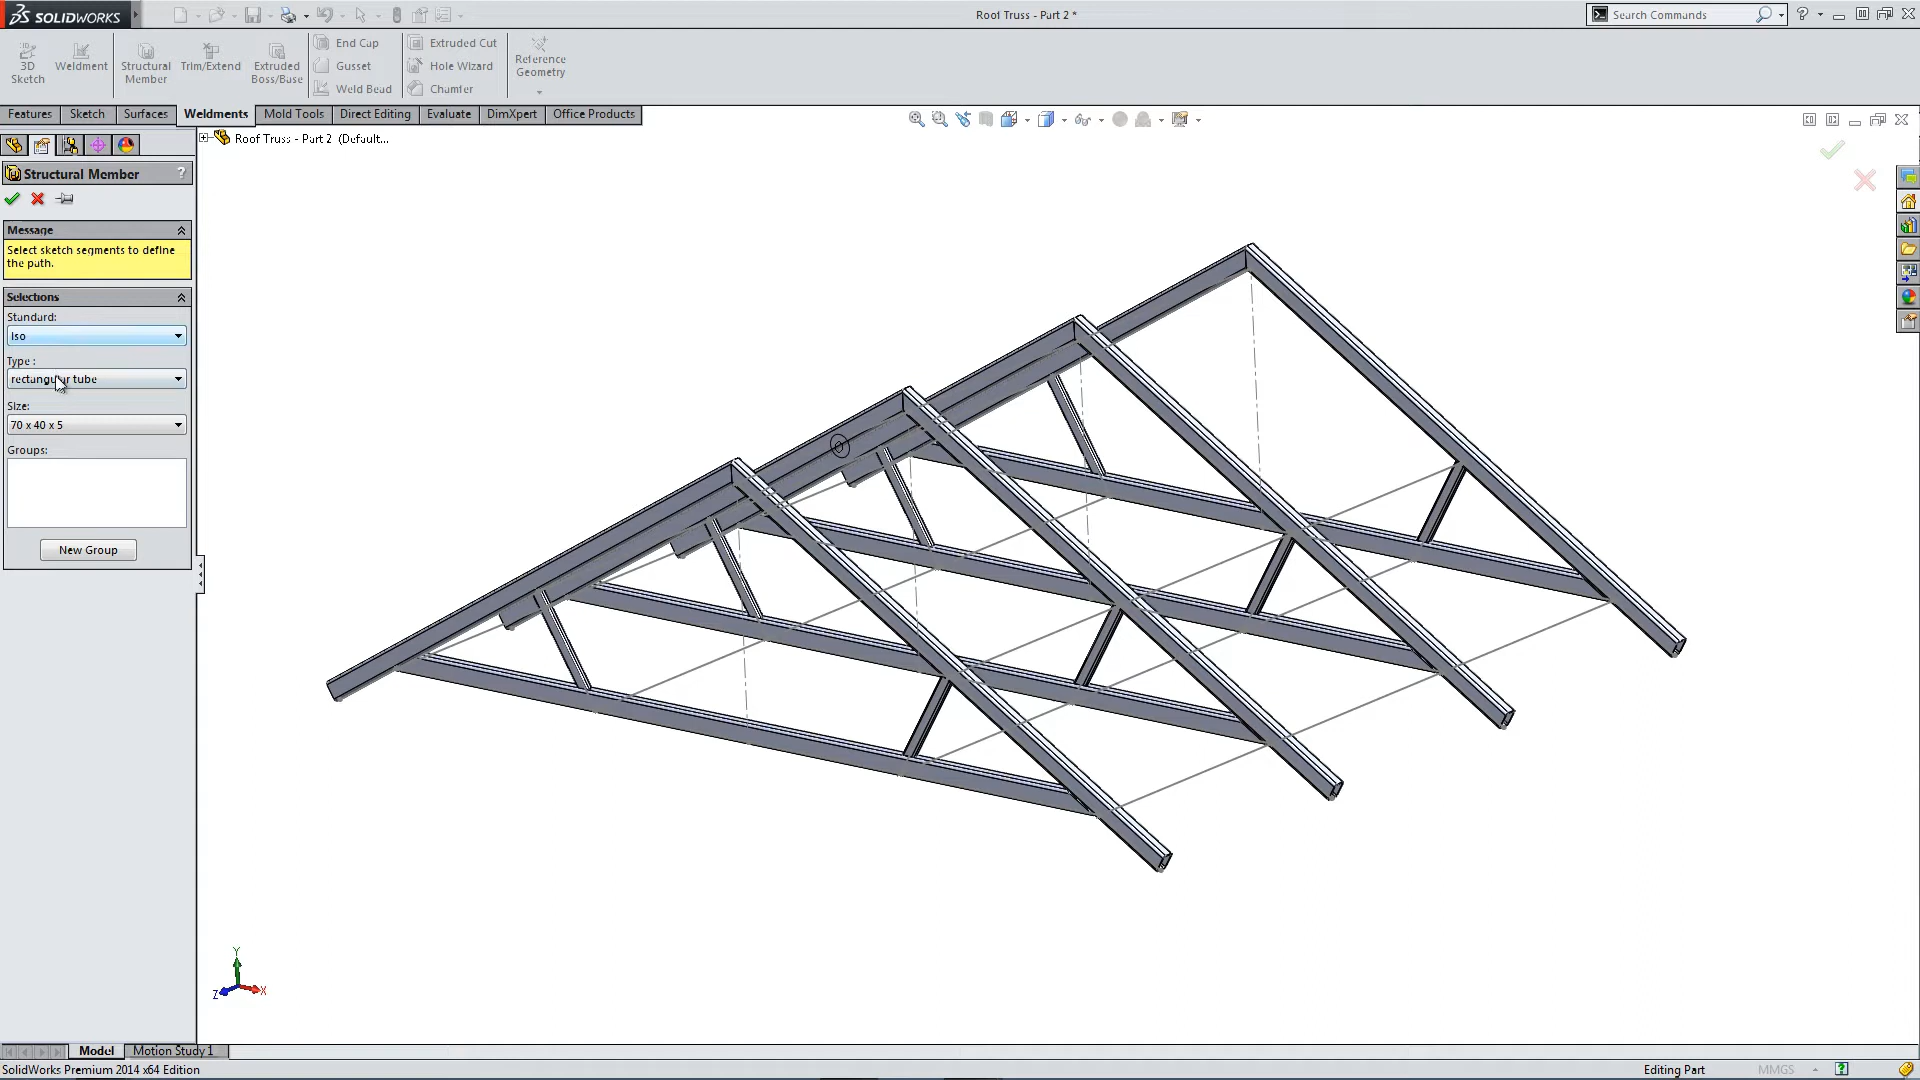 SOLIDWORKS
Roof Truss - Part 2 *
Search Commands
3D Sketch
Weldment
Structural Member
Trim/Extend
Extruded Boss/Base
End Cap
Gusset
Weld Bead
Extruded Cut
Hole Wizard
Chamfer
Reference Geometry
Features
Sketch
Surfaces
Weldments
Mold Tools
Direct Editing
Evaluate
DimXpert
Office Products
Roof Truss - Part 2 (Default...
Structural Member
?
Message
Select sketch segments to define
the path.
Selections
Standard:
iso
Type :
rectangular tube
Size:
70 x 40 x 5
Groups:
New Group
Y
Z
X
Model
Motion Study 1
SolidWorks Premium 2014 x64 Edition
Editing Part
MMGS